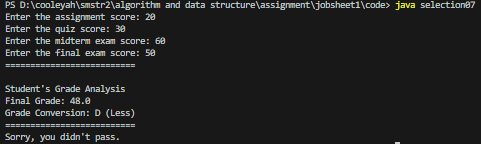 PS D:\cooleyah\smstr2\algorithm and data structure\assignment\jobsheet1\code> java selection07
Enter the assignment score: 20
Enter the quiz score: 30
Enter the midterm exam score: 60
Enter the final exam score: 50
==========================
Student's Grade Analysis
Final Grade: 48.0
Grade Conversion: D (Less)
==========================
Sorry, you didn't pass.